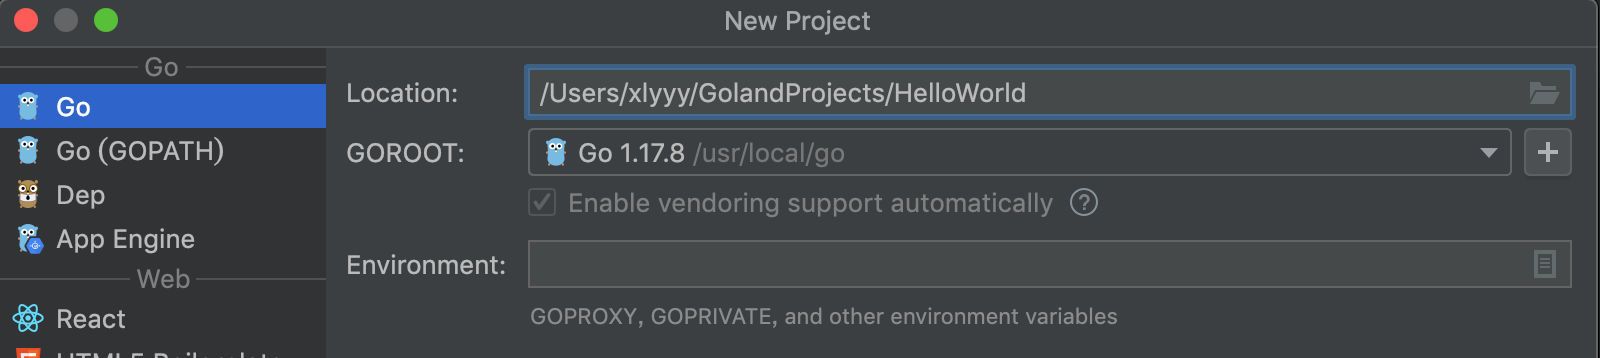 New Project
Go
Go
Go (GOPATH)
Dep
App Engine
Web
React
Location: /Users/xlyyy/GolandProjects/HelloWorld
GOROOT: Go 1.17.8 /usr/local/go
Enable vendoring support automatically ?
Environment:
GOPROXY, GOPRIVATE, and other environment variables